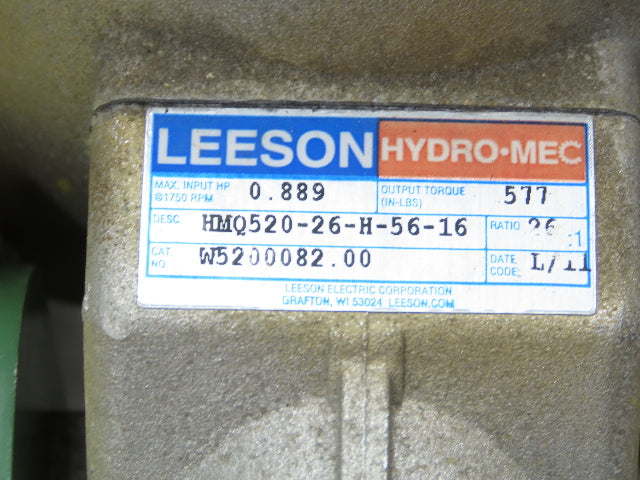 LEESON HYDRO•MEC
MAX. INPUT HP @1750 RPM 0.889 OUTPUT TORQUE (IN-LBS) 577
DESC HMQ520-26-H-56-16 RATIO 26 :1
CAT. NO. W5200082.00 DATE CODE: L/11
LEESON ELECTRIC CORPORATION
GRAFTON, WI 53024 LEESON.COM